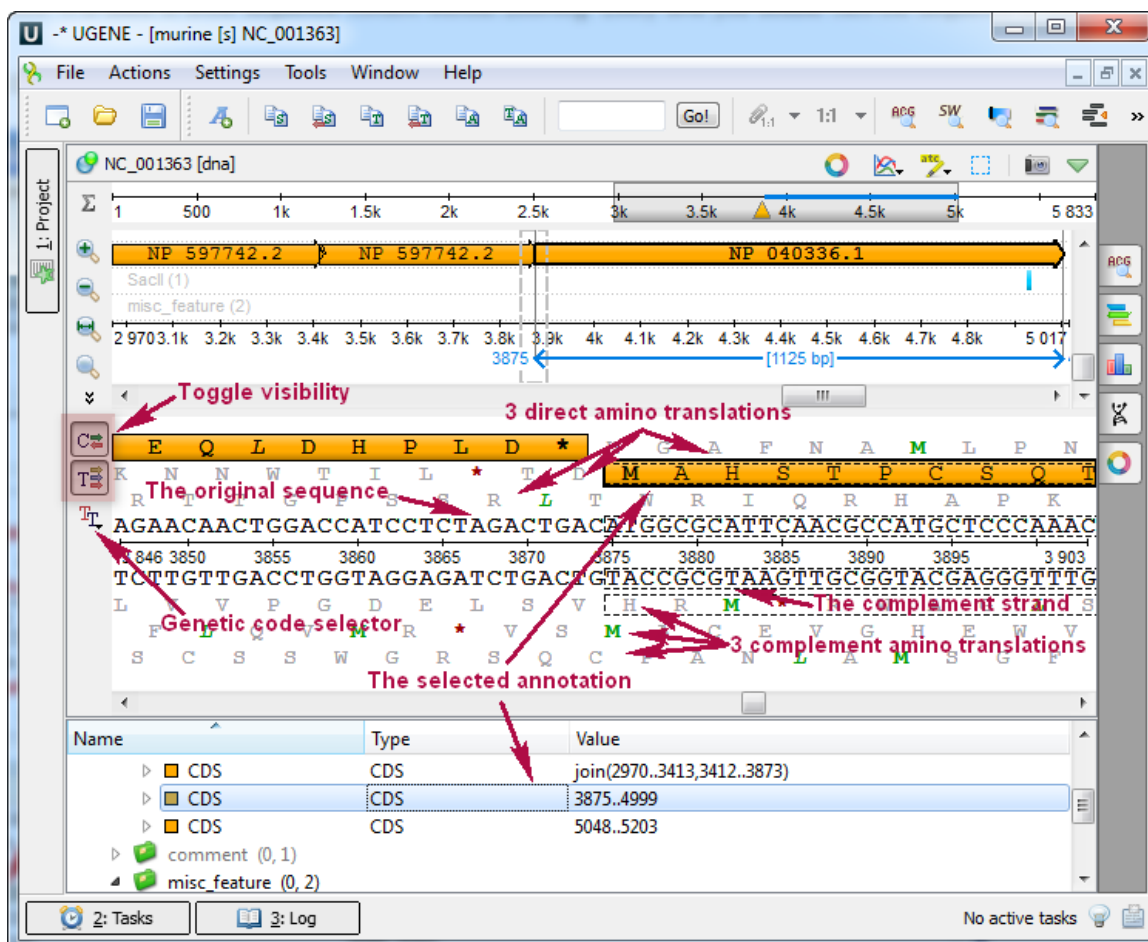 -* UGENE - [murine [s] NC_001363]
File Actions Settings Tools Window Help
Go! 1:1 1:1 ACG SW »
1: Project
NC_001363 [dna] atc
Σ 1 500 1k 1.5k 2k 2.5k 3k 3.5k 4k 4.5k 5k 5 833
NP 597742.2 NP 597742.2 NP 040336.1
ACG
SacII (1)
misc_feature (2)
2 970 3.1k 3.2k 3.3k 3.4k 3.5k 3.6k 3.7k 3.8k 3.9k 4k 4.1k 4.2k 4.3k 4.4k 4.5k 4.6k 4.7k 4.8k 5 017
3875 [1125 bp]
Toggle visibility
3 direct amino translations
C E Q L D H P L D * G A F N A M L P N
T K N N W T I L * T D M A H S T P C S Q T
The original sequence
R T T G P S S R L T W R I Q R H A P K
TT AGAACAACTGGACCATCCTCTAGACTGACATGGCGCATTCAACGCCATGCTCCCAAAC
846 3850 3855 3860 3865 3870 3875 3880 3885 3890 3895 3 903
TCTTGTTGACCTGGTAGGAGATCTGACTGTACCGCGTAAGTTGCGGTACGAGGGTTTG
L V V P G D E L S V H R M * S
The complement strand
Genetic code selector
F L Q V M R * V S M C E V G H E W V
3 complement amino translations
S C S S W G R S Q C P A N L A M S G F
The selected annotation
Name Type Value
CDS CDS join(2970..3413,3412..3873)
CDS CDS 3875..4999
CDS CDS 5048..5203
comment (0, 1)
misc_feature (0, 2)
2: Tasks 3: Log No active tasks